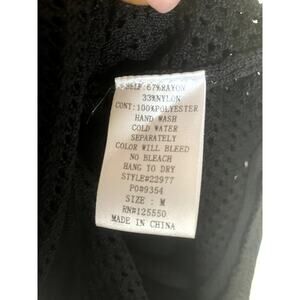 SELF:67%RAYON
33%NYLON
CONT:100%POLYESTER
HAND WASH
COLD WATER
SEPARATELY
COLOR WILL BLEED
NO BLEACH
HANG TO DRY
STYLE#22977
PO#9354
SIZE: M
RN#125550
MADE IN CHINA